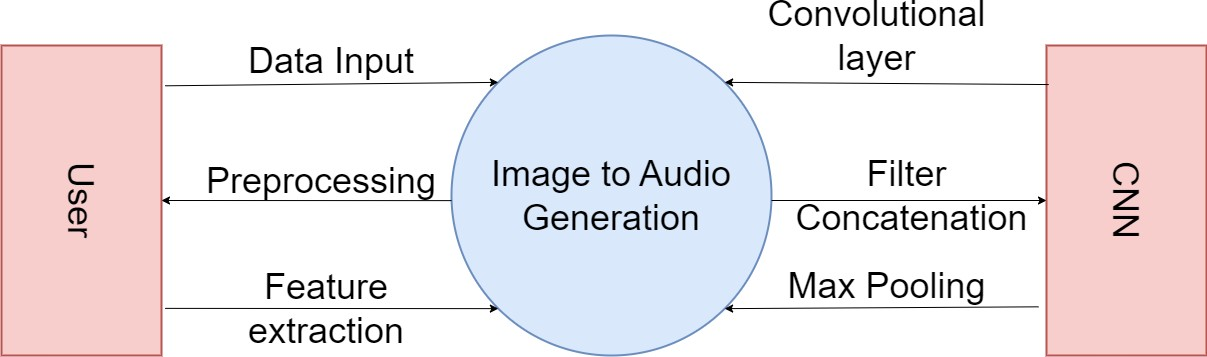 User
Data Input
Preprocessing
Feature
extraction
Image to Audio
Generation
Convolutional
layer
Filter
Concatenation
Max Pooling
CNN